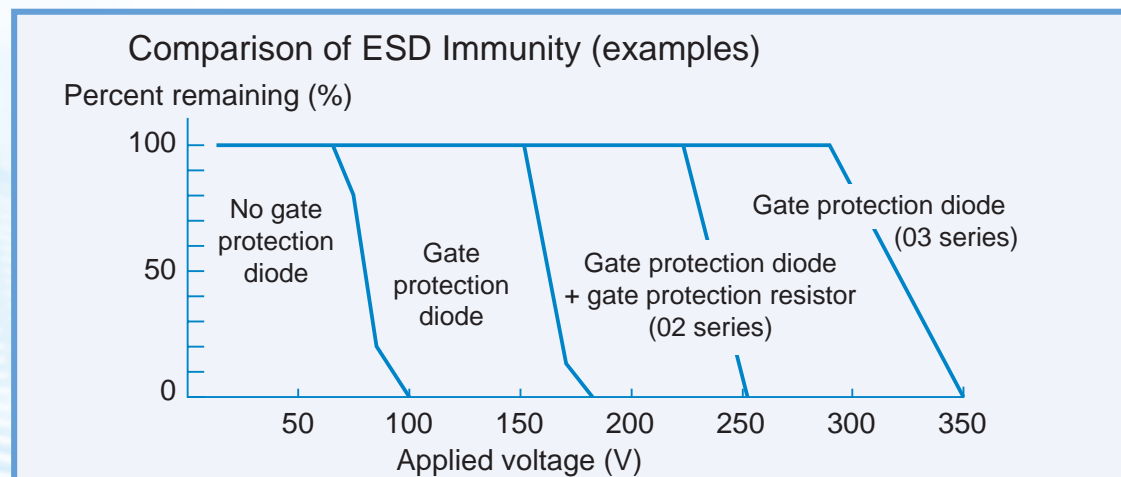 Comparison of ESD Immunity (examples)
Percent remaining (%)
100
50
0
No gate
protection
diode
Gate
protection
diode
Gate protection diode
+ gate protection resistor
(02 series)
Gate protection diode
(03 series)
50 100 150 200 250 300 350
Applied voltage (V)